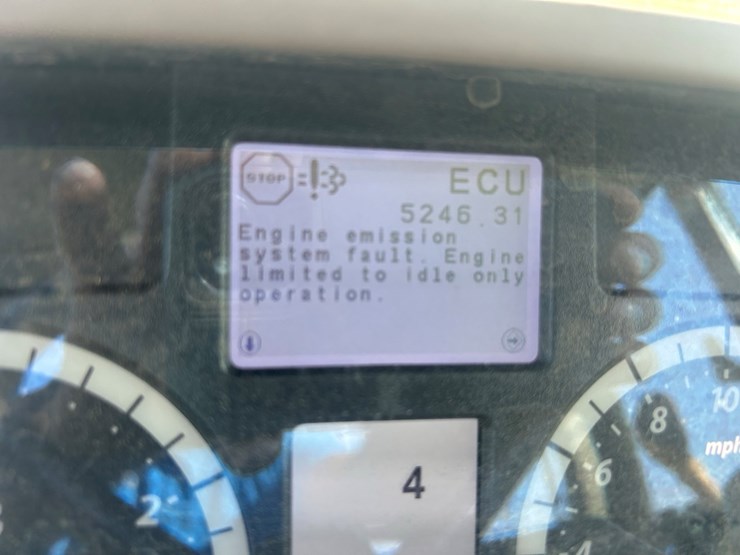 STOP
ECU
5246.31
Engine emission
system fault. Engine
limited to idle only
operation.
4
2
10
8
mph
6
4